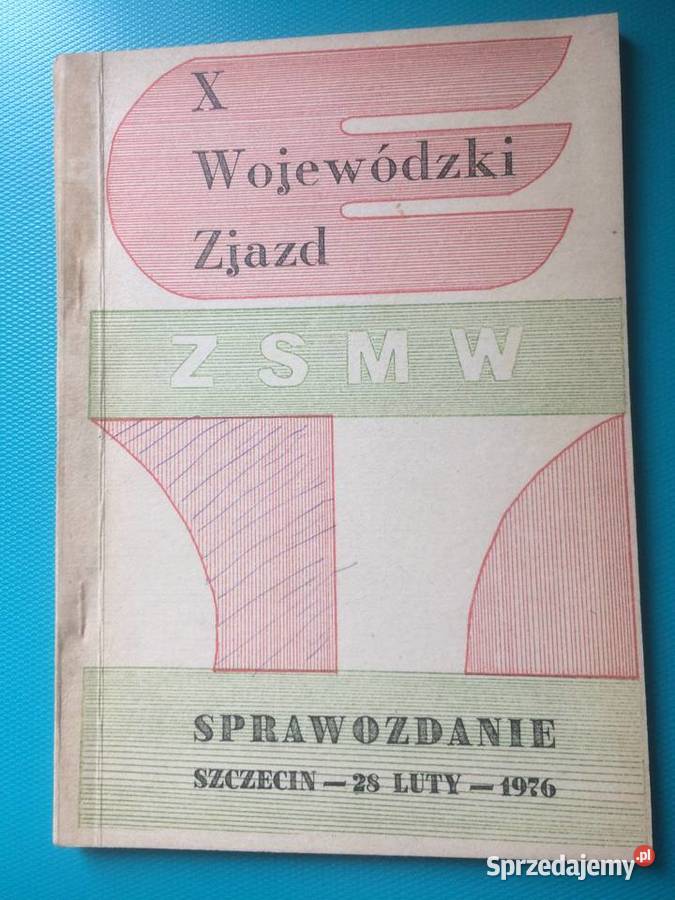 X
Wojewódzki
Zjazd
ZSMW
SPRAWOZDANIE
SZCZECIN — 28 LUTY — 1976
Sprzedajemy.pl